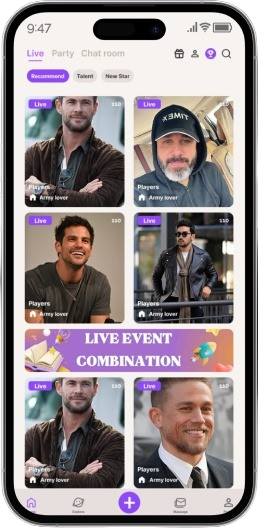 9:47
Live Party Chat room
Recommend Talent New Star
Live 110
Players
Army lover
Live 110
TIMEX
Players
Army lover
Live 110
Players
Army lover
Live 110
Players
Army lover
LIVE EVENT
COMBINATION
Live 110
Players
Army lover
Live 110
Players
Army lover
Explore Message